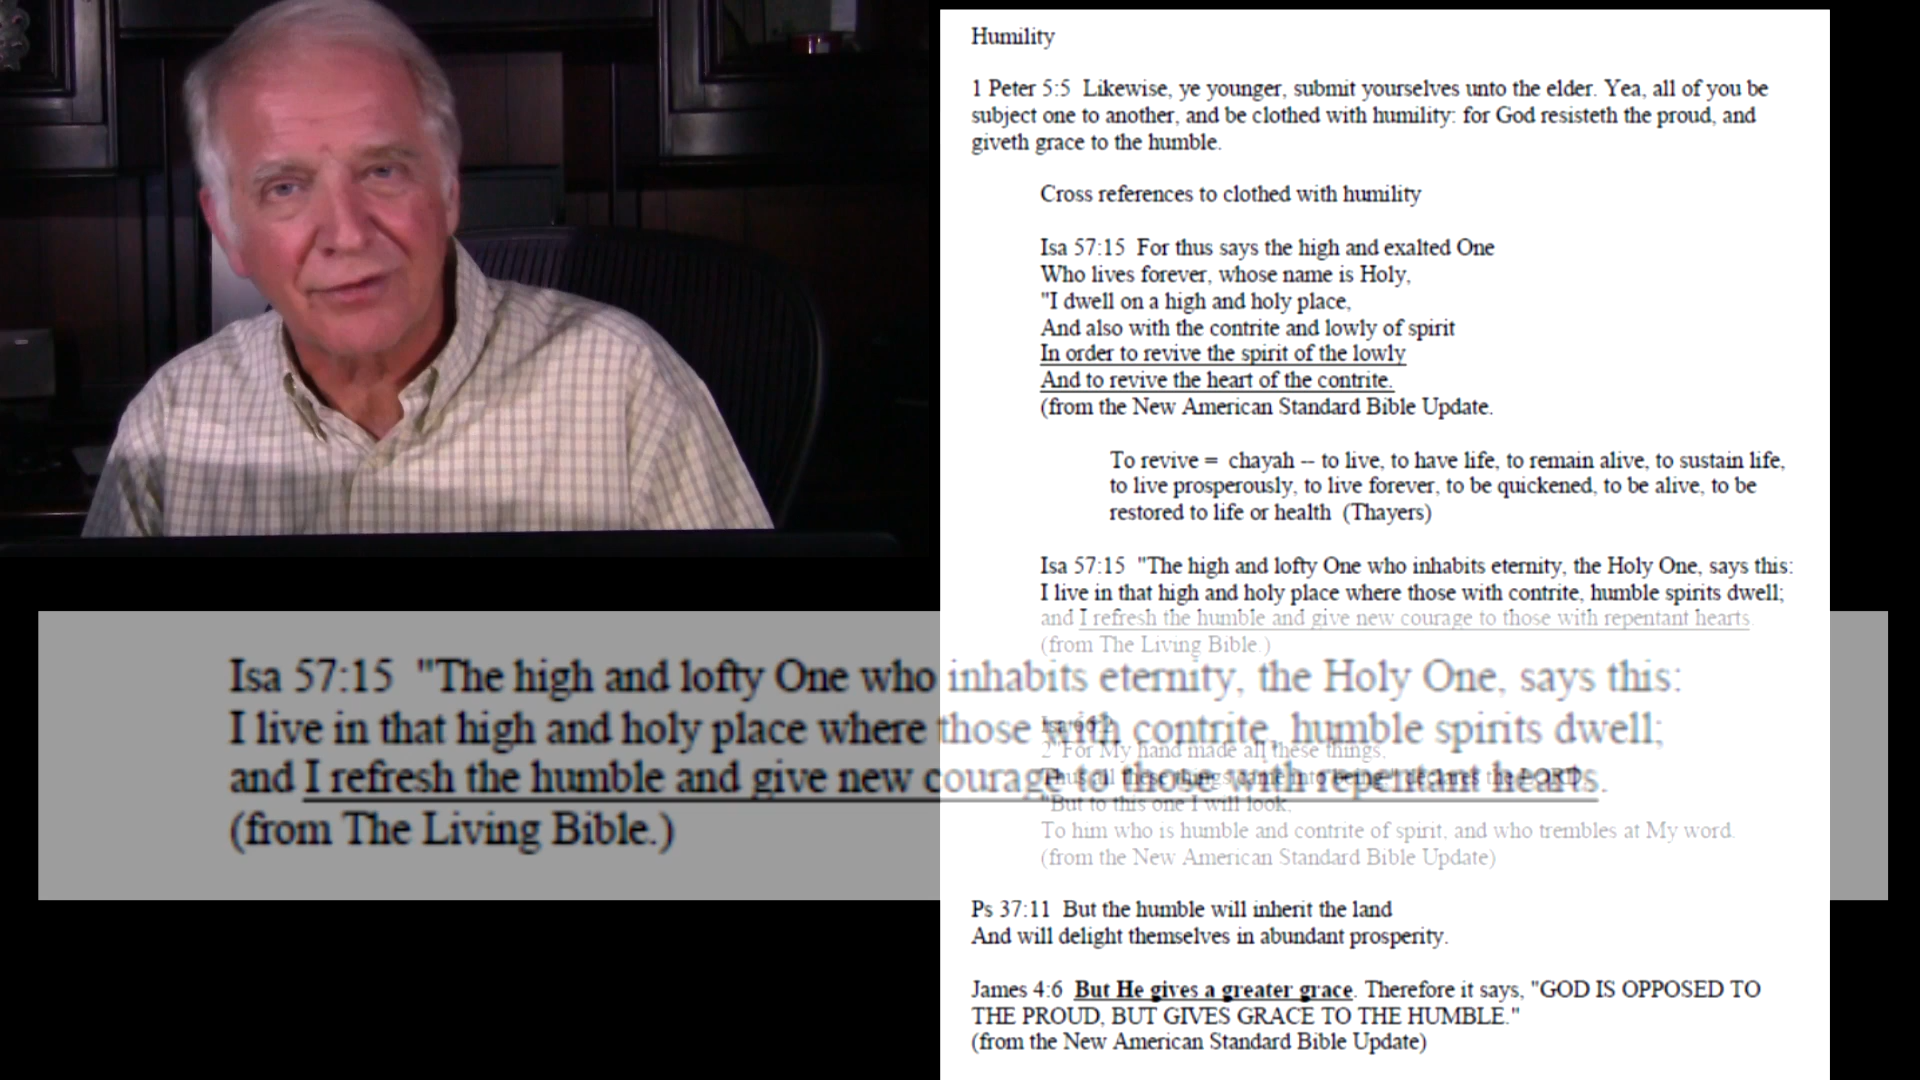 Humility
1 Peter 5:5 Likewise, ye younger, submit yourselves unto the elder. Yea, all of you be
subject one to another, and be clothed with humility: for God resisteth the proud, and
giveth grace to the humble.
Cross references to clothed with humility
Isa 57:15 For thus says the high and exalted One
Who lives forever, whose name is Holy,
"I dwell on a high and holy place,
And also with the contrite and lowly of spirit
In order to revive the spirit of the lowly
And to revive the heart of the contrite.
(from the New American Standard Bible Update.
To revive = chayah -- to live, to have life, to remain alive, to sustain life,
to live prosperously, to live forever, to be quickened, to be alive, to be
restored to life or health (Thayers)
Isa 57:15 "The high and lofty One who inhabits eternity, the Holy One, says this:
I live in that high and holy place where those with contrite, humble spirits dwell;
and I refresh the humble and give new courage to those with repentant hearts.
(from The Living Bible.)
Isa 57:15 "The high and lofty One who inhabits eternity, the Holy One, says this:
I live in that high and holy place where those with contrite, humble spirits dwell;
and I refresh the humble and give new courage to those with repentant hearts.
(from The Living Bible.)
Isa 66:2
2 "For My hand made all these things,
Thus all these things came into being," declares the LORD.
"But to this one I will look,
To him who is humble and contrite of spirit, and who trembles at My word.
(from the New American Standard Bible Update)
Ps 37:11 But the humble will inherit the land
And will delight themselves in abundant prosperity.
James 4:6 But He gives a greater grace. Therefore it says, "GOD IS OPPOSED TO
THE PROUD, BUT GIVES GRACE TO THE HUMBLE."
(from the New American Standard Bible Update)